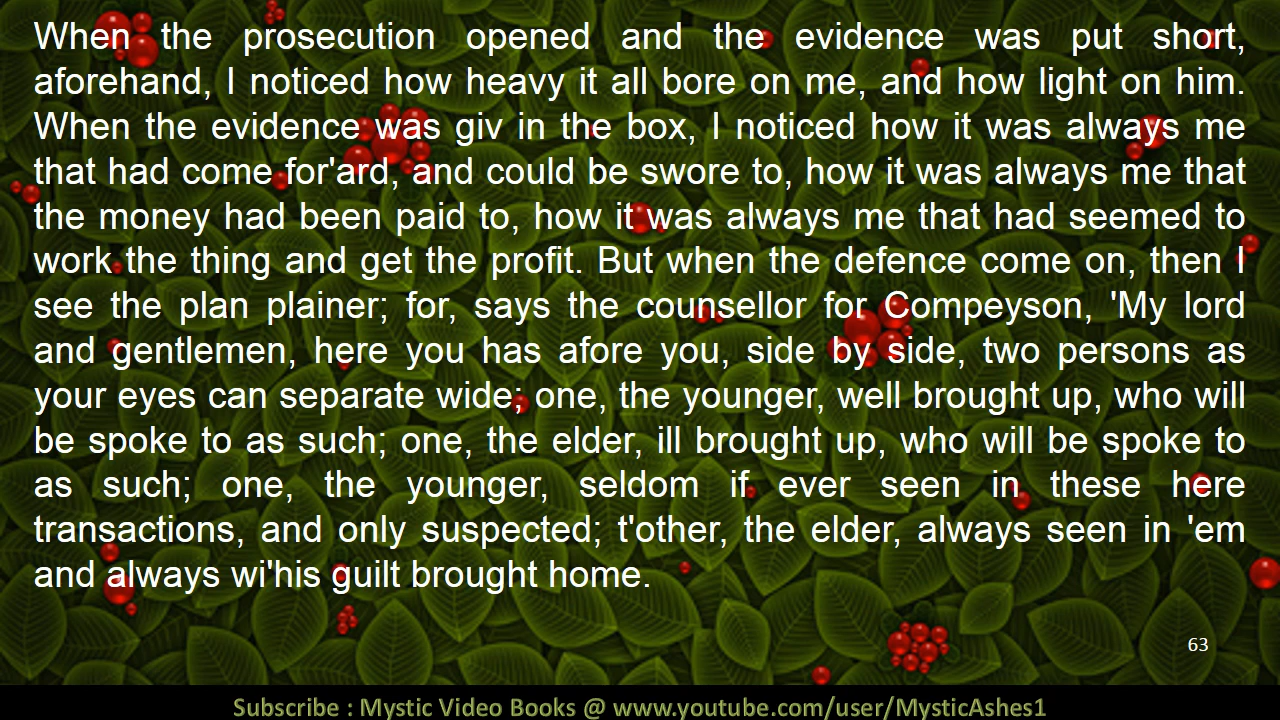 When the prosecution opened and the evidence was put short,
aforehand, I noticed how heavy it all bore on me, and how light on him.
When the evidence was giv in the box, I noticed how it was always me
that had come for'ard, and could be swore to, how it was always me that
the money had been paid to, how it was always me that had seemed to
work the thing and get the profit. But when the defence come on, then I
see the plan plainer; for, says the counsellor for Compeyson, 'My lord
and gentlemen, here you has afore you, side by side, two persons as
your eyes can separate wide; one, the younger, well brought up, who will
be spoke to as such; one, the elder, ill brought up, who will be spoke to
as such; one, the younger, seldom if ever seen in these here
transactions, and only suspected; t'other, the elder, always seen in 'em
and always wi'his guilt brought home.
63
Subscribe : Mystic Video Books @ www.youtube.com/user/MysticAshes1